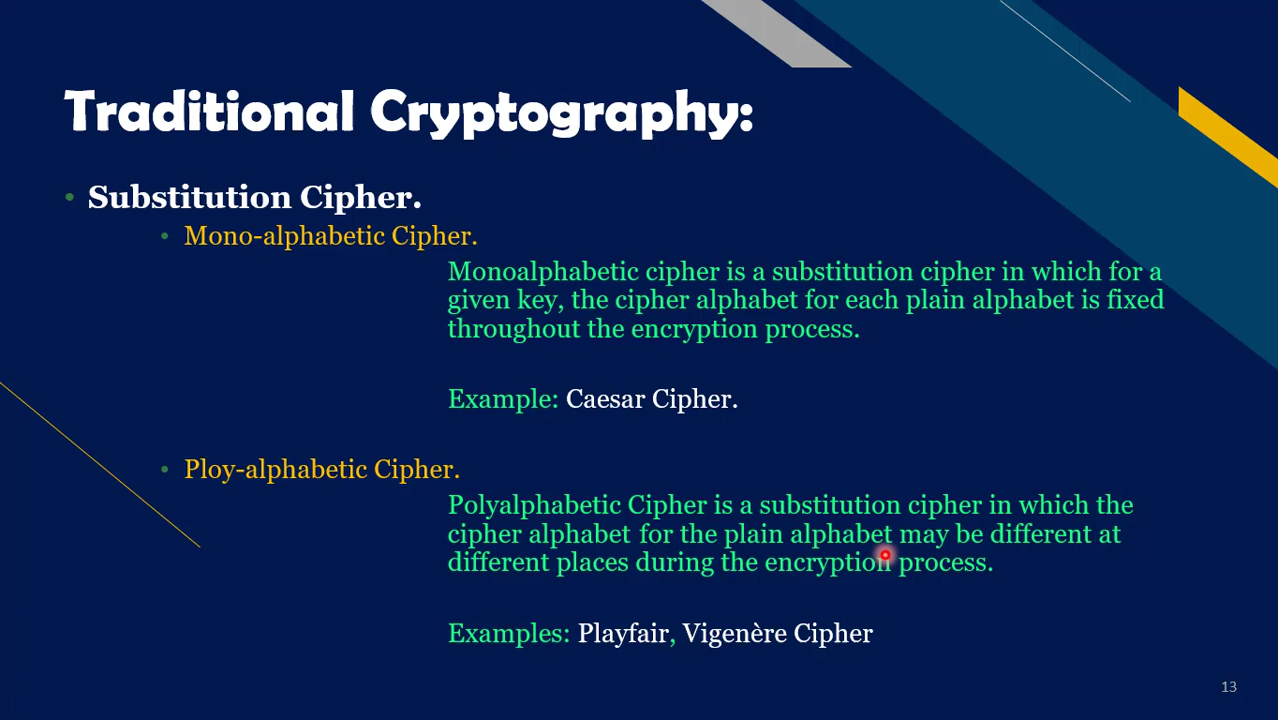 Traditional Cryptography:
• Substitution Cipher.
• Mono-alphabetic Cipher.
Monoalphabetic cipher is a substitution cipher in which for a
given key, the cipher alphabet for each plain alphabet is fixed
throughout the encryption process.
Example: Caesar Cipher.
• Ploy-alphabetic Cipher.
Polyalphabetic Cipher is a substitution cipher in which the
cipher alphabet for the plain alphabet may be different at
different places during the encryption process.
Examples: Playfair, Vigenère Cipher
13